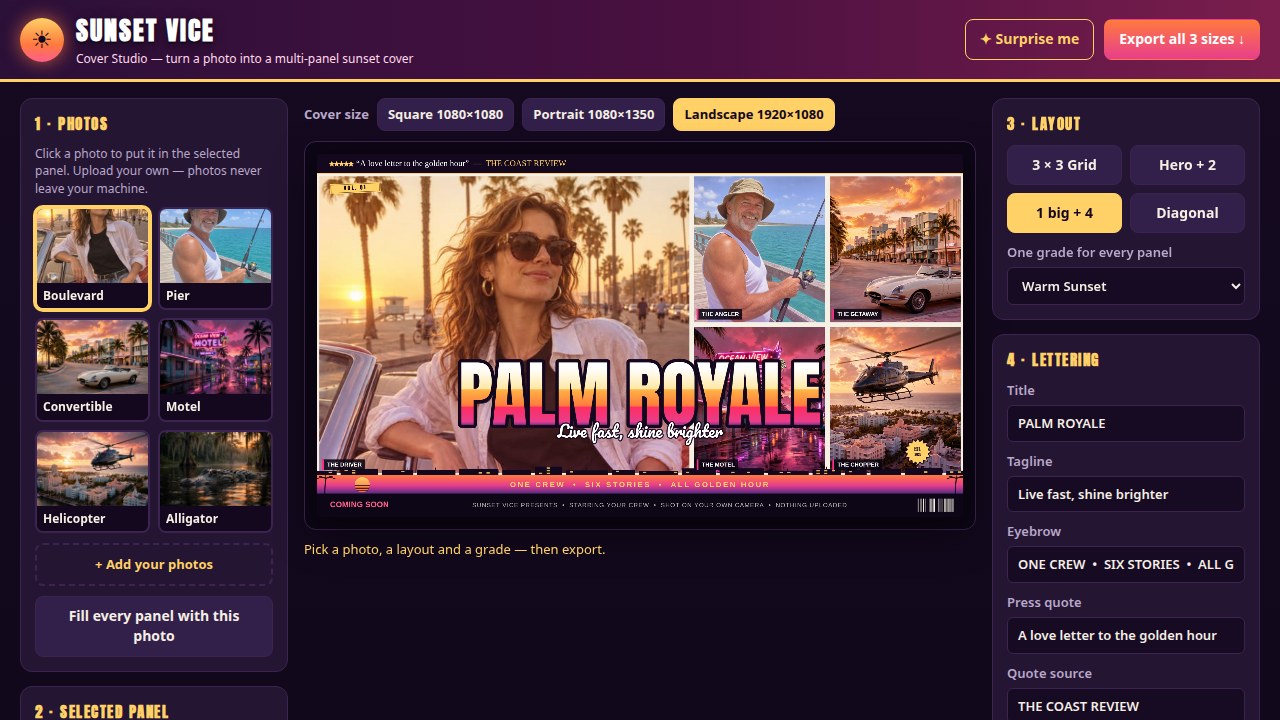 SUNSET VICE
Cover Studio — turn a photo into a multi-panel sunset cover
✦ Surprise me
Export all 3 sizes ↓
1 · PHOTOS
Click a photo to put it in the selected
panel. Upload your own — photos never
leave your machine.
Boulevard
Pier
Convertible
Motel
Helicopter
Alligator
+ Add your photos
Fill every panel with this
photo
2 · SELECTED PANEL
Cover size
Square 1080×1080
Portrait 1080×1350
Landscape 1920×1080
★★★★★ “A love letter to the golden hour” — THE COAST REVIEW
VOL. 01
THE ANGLER
THE GETAWAY
OCEAN VIEW
PALM ROYALE
Live fast, shine brighter
THE DRIVER
THE MOTEL
THE CHOPPER
ONE CREW • SIX STORIES • ALL GOLDEN HOUR
COMING SOON
SUNSET VICE PRESENTS • STARRING YOUR CREW • SHOT ON YOUR OWN CAMERA • NOTHING UPLOADED
Pick a photo, a layout and a grade — then export.
3 · LAYOUT
3 × 3 Grid
Hero + 2
1 big + 4
Diagonal
One grade for every panel
Warm Sunset
4 · LETTERING
Title
PALM ROYALE
Tagline
Live fast, shine brighter
Eyebrow
ONE CREW • SIX STORIES • ALL G
Press quote
A love letter to the golden hour
Quote source
THE COAST REVIEW